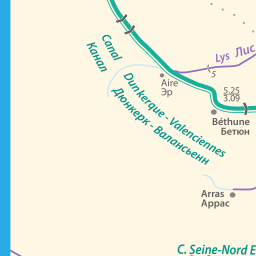 Canal
Канал
Lys Лис
5
Aire
Эр
Dunkerque - Valenciennes
Дюнкерк - Валансьенн
5.25
3.09
Béthune
Бетюн
Arras
Аррас
C. Seine-Nord E